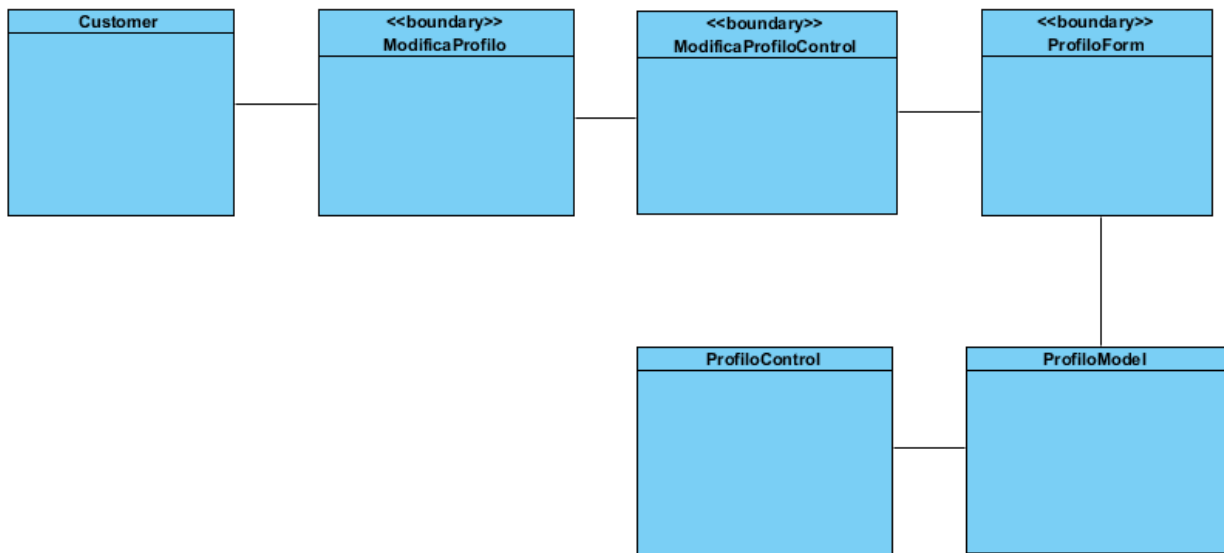 Customer
<<boundary>>
ModificaProfilo
<<boundary>>
ModificaProfiloControl
<<boundary>>
ProfiloForm
ProfiloControl
ProfiloModel